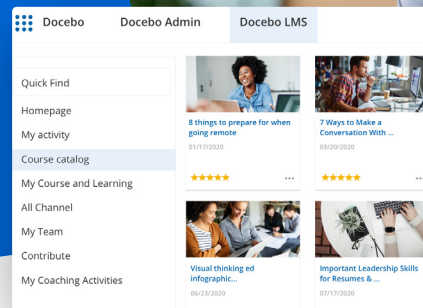 Docebo
Docebo Admin
Docebo LMS
Quick Find
Homepage
My activity
Course catalog
My Course and Learning
All Channel
My Team
Contribute
My Coaching Activities
8 things to prepare for when
going remote
01/17/2020
7 Ways to Make a
Conversation With ...
03/20/2020
Visual thinking ed
infographic...
06/23/2020
Important Leadership Skills
for Resumes & ...
07/17/2020